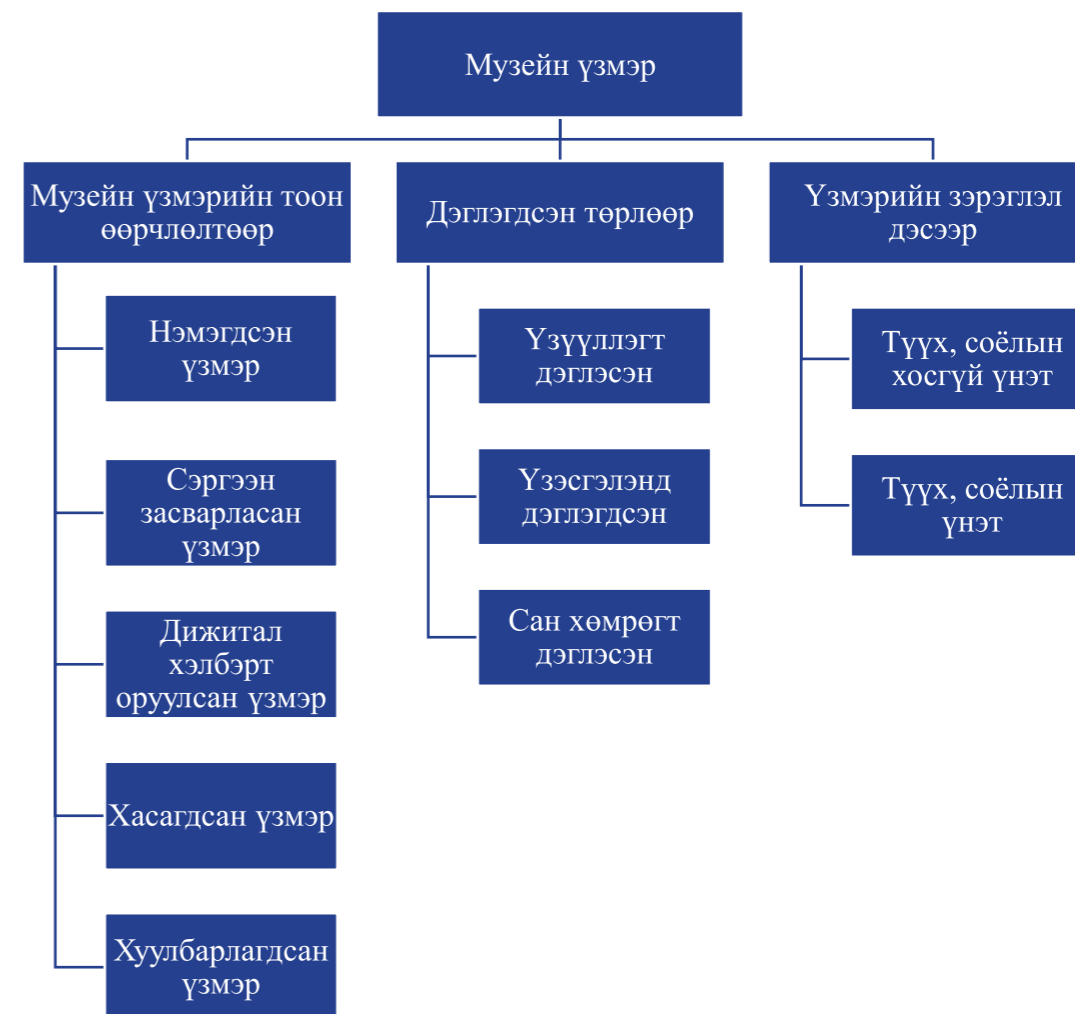 Музейн үзмэр
Музейн үзмэрийн тоон
өөрчлөлтөөр
Нэмэгдсэн
үзмэр
Сэргээн
засварласан
үзмэр
Дижитал
хэлбэрт
оруулсан үзмэр
Хасагдсан үзмэр
Хуулбарлагдсан
үзмэр
Дэглэгдсэн төрлөөр
Үзүүллэгт
дэглэсэн
Үзэсгэлэнд
дэглэгдсэн
Сан хөмрөгт
дэглэсэн
Үзмэрийн зэрэглэл
дэсээр
Түүх, соёлын
хосгүй үнэт
Түүх, соёлын
үнэт